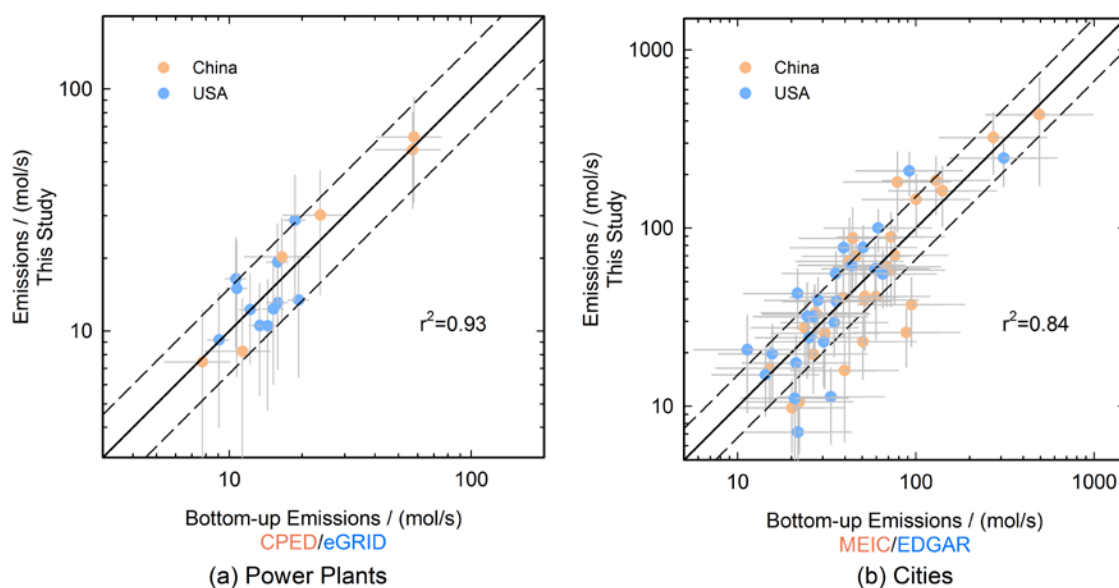 Emissions / (mol/s)
This Study
100
10
China
USA
r²=0.93
10
100
Bottom-up Emissions / (mol/s)
CPED/eGRID
(a) Power Plants
Emissions / (mol/s)
This Study
1000
100
10
China
USA
r²=0.84
10
100
1000
Bottom-up Emissions / (mol/s)
MEIC/EDGAR
(b) Cities